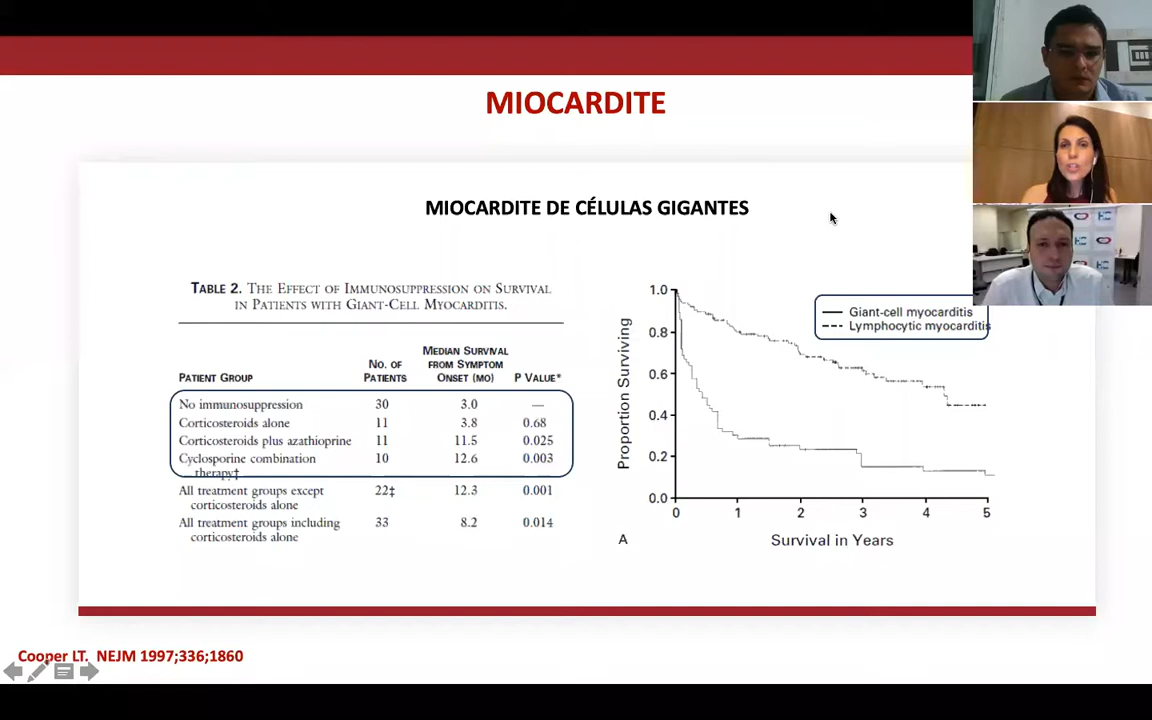 MIOCARDITE
MIOCARDITE DE CÉLULAS GIGANTES
TABLE 2. THE EFFECT OF IMMUNOSUPPRESSION ON SURVIVAL
IN PATIENTS WITH GIANT-CELL MYOCARDITIS.
PATIENT GROUP
NO. OF
PATIENTS
MEDIAN SURVIVAL
FROM SYMPTOM
ONSET (MO)
P VALUE*
No immunosuppression 30 3.0 —
Corticosteroids alone 11 3.8 0.68
Corticosteroids plus azathioprine 11 11.5 0.025
Cyclosporine combination 10 12.6 0.003
therapy†
All treatment groups except 22‡ 12.3 0.001
corticosteroids alone
All treatment groups including 33 8.2 0.014
corticosteroids alone
Proportion Surviving
1.0
0.8
0.6
0.4
0.2
0.0
0 1 2 3 4 5
Giant-cell myocarditis
Lymphocytic myocarditis
A
Survival in Years
Cooper LT. NEJM 1997;336;1860
HC
HC